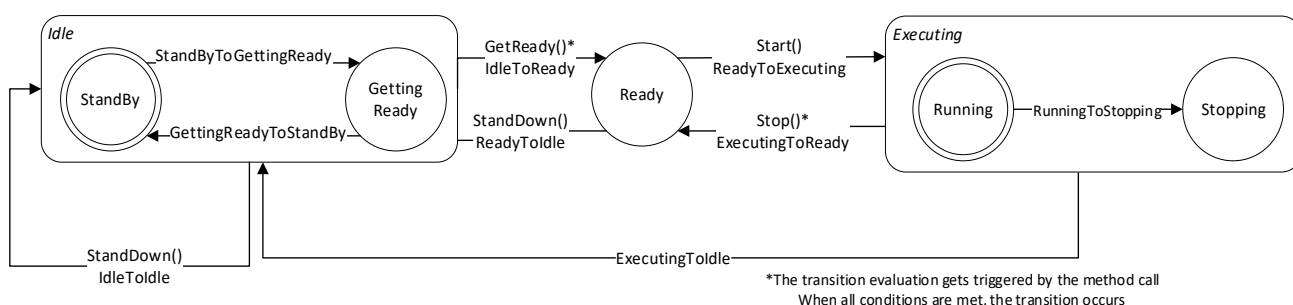 Idle
StandByToGettingReady
StandBy
Getting
Ready
GettingReadyToStandBy
GetReady()*
IdleToReady
StandDown()
ReadyToIdle
Ready
Start()
ReadyToExecuting
Stop()*
ExecutingToReady
Executing
Running
RunningToStopping
Stopping
StandDown()
IdleToIdle
ExecutingToIdle
*The transition evaluation gets triggered by the method call
When all conditions are met, the transition occurs